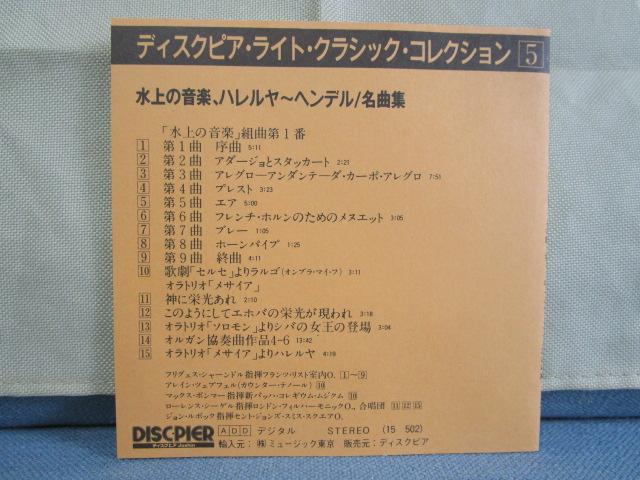 ディスクピア・ライト・クラシック・コレクション 5
水上の音楽、ハレルヤ〜ヘンデル/名曲集
「水上の音楽」組曲第1番
1 第1曲 序曲 5:11
2 第2曲 アダージョとスタッカート 2:21
3 第3曲 アレグローアンダンテーダ・カーポ・アレグロ 7:51
4 第4曲 プレスト 3:23
5 第5曲 エア 5:00
6 第6曲 フレンチ・ホルンのためのメヌエット 3:05
7 第7曲 ブレー 1:05
8 第8曲 ホーンパイプ 1:25
9 第9曲 終曲 4:11
10 歌劇「セルセ」よりラルゴ(オンブラ・マイ・フ) 3:11
オラトリオ「メサイア」
11 神に栄光あれ 2:10
12 このようにしてエホバの栄光が現われ 3:18
13 オラトリオ「ソロモン」よりシバの女王の登場 3:04
14 オルガン協奏曲作品4-6 13:42
15 オラトリオ「メサイア」よりハレルヤ 4:19
フリグェス・シャーンドル指揮フランツ・リスト室内O. 1〜9
アレイン・ツェプフェル(カウンター・テノール) 10
マックス・ポンマー指揮新バッハ・コレギウム・ムジクム 10
ローレンス・シーゲル指揮ロンドン・フィルハーモニックO.、合唱団 11 12 15
ジョン・ルボック指揮セント・ジョンズ・スミス・スクエアO.
DISC・PIER ADD デジタル STEREO (15 502)
ディスクピア Joshin 輸入元:㈱ミュージック東京 販売元:ディスクピア